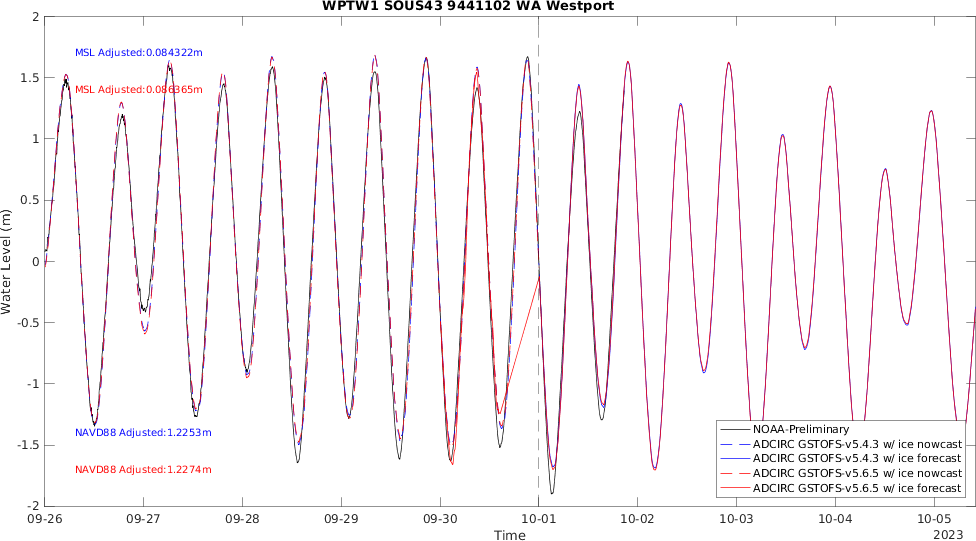 WPTW1 SOUS43 9441102 WA Westport
Water Level (m)
2
1.5
1
0.5
0
-0.5
-1
-1.5
-2
MSL Adjusted:0.084322m
MSL Adjusted:0.086365m
NAVD88 Adjusted:1.2253m
NAVD88 Adjusted:1.2274m
NOAA-Preliminary
ADCIRC GSTOFS-v5.4.3 w/ ice nowcast
ADCIRC GSTOFS-v5.4.3 w/ ice forecast
ADCIRC GSTOFS-v5.6.5 w/ ice nowcast
ADCIRC GSTOFS-v5.6.5 w/ ice forecast
09-26 09-27 09-28 09-29 09-30 10-01 10-02 10-03 10-04 10-05
Time
2023